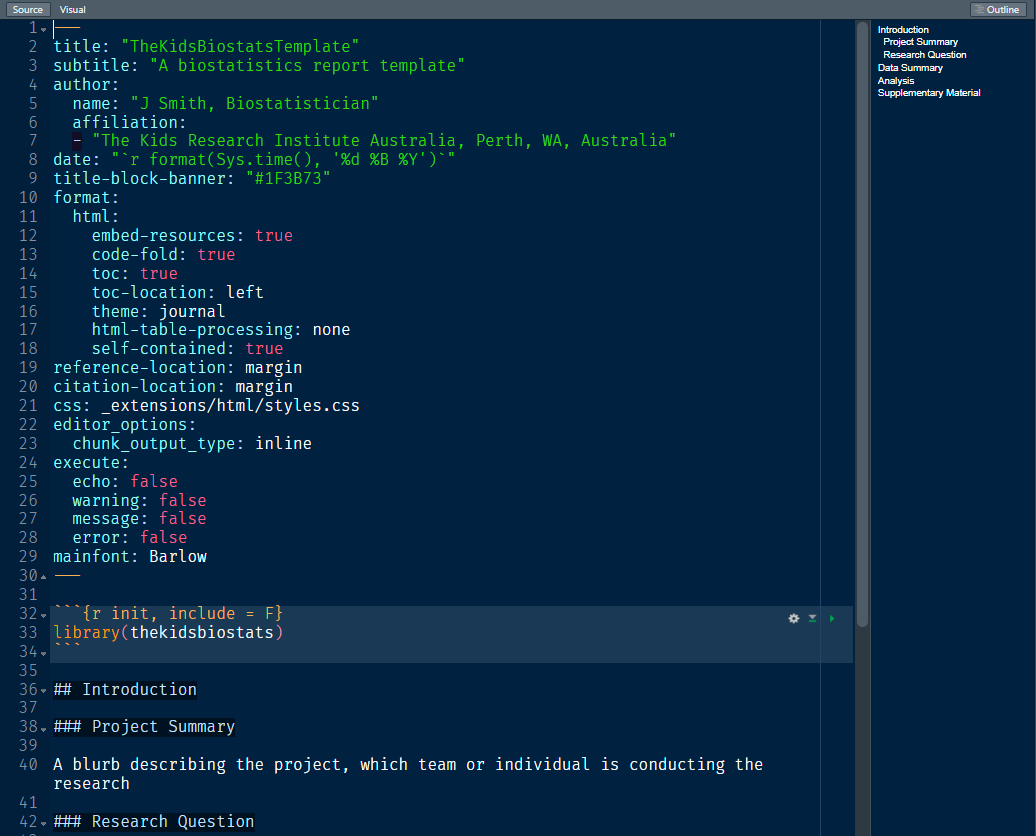 Source Visual Outline
1 ---
2 title: "TheKidsBiostatsTemplate"
3 subtitle: "A biostatistics report template"
4 author:
5   name: "J Smith, Biostatistician"
6   affiliation:
7   - "The Kids Research Institute Australia, Perth, WA, Australia"
8 date: "`r format(Sys.time(), '%d %B %Y')`"
9 title-block-banner: "#1F3B73"
10 format:
11   html:
12     embed-resources: true
13     code-fold: true
14     toc: true
15     toc-location: left
16     theme: journal
17     html-table-processing: none
18     self-contained: true
19 reference-location: margin
20 citation-location: margin
21 css: _extensions/html/styles.css
22 editor_options:
23   chunk_output_type: inline
24 execute:
25   echo: false
26   warning: false
27   message: false
28   error: false
29 mainfont: Barlow
30 ---
31
32 ```{r init, include = F}
33 library(thekidsbiostats)
34 ```
35
36 ## Introduction
37
38 ### Project Summary
39
40 A blurb describing the project, which team or individual is conducting the
research
41
42 ### Research Question
Introduction
Project Summary
Research Question
Data Summary
Analysis
Supplementary Material